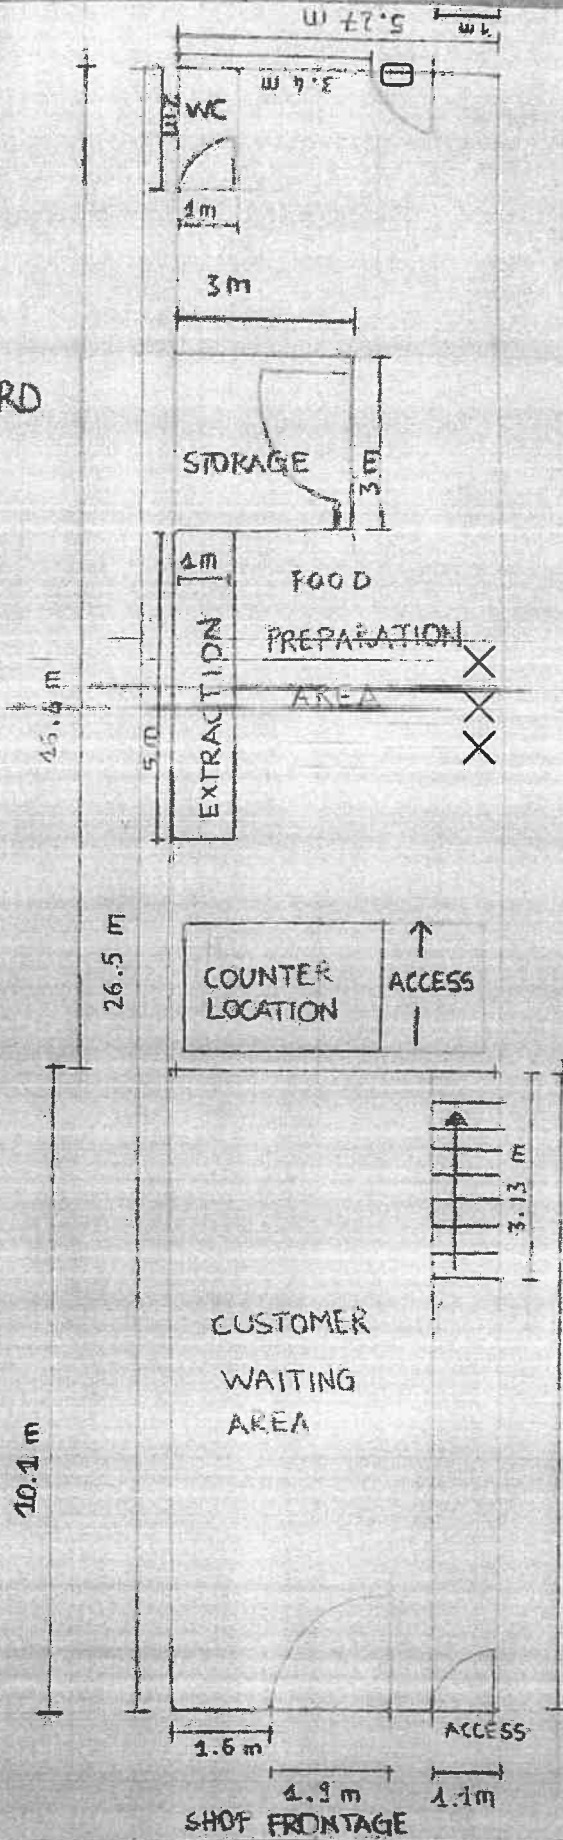 1m
5.27 m
3.4 m
2m
WC
1m
3m
RD
STORAGE
3m
1m
FOOD
PREPARATION
AREA
EXTRACTION
5m
26.5 m
COUNTER
LOCATION
ACCESS
3.13 m
CUSTOMER
WAITING
AREA
10.1 m
ACCESS
1.6 m
1.9 m
1.1m
SHOP FRONTAGE